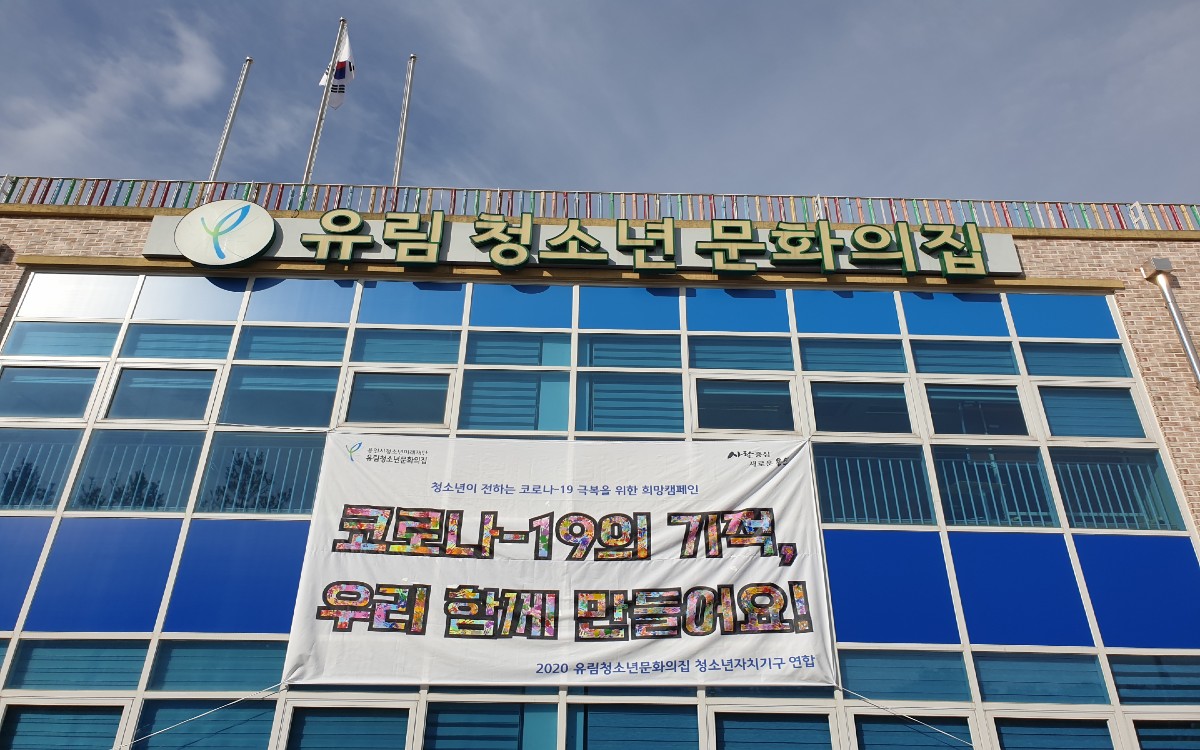 유림 청소년 문화의집
용인시청소년미래재단
유림청소년문화의집
사람중심
새로운 용인
청소년이 전하는 코로나-19 극복을 위한 희망캠페인
코로나-19의 기적,
우리 함께 만들어요!
2020 유림청소년문화의집 청소년자치기구 연합